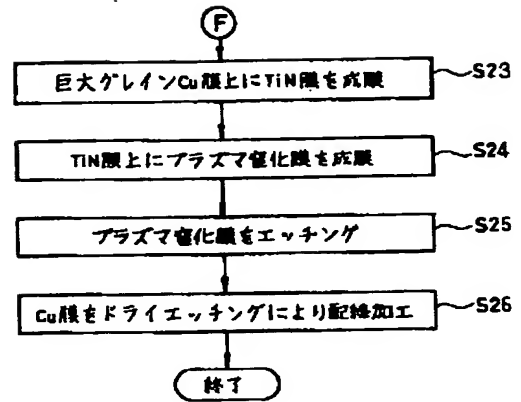 F
巨大グレインCu膜上にTiN膜を成膜
S23
TiN膜上にプラズマ窒化膜を成膜
S24
プラズマ窒化膜をエッチング
S25
Cu膜をドライエッチングにより配線加工
S26
終了